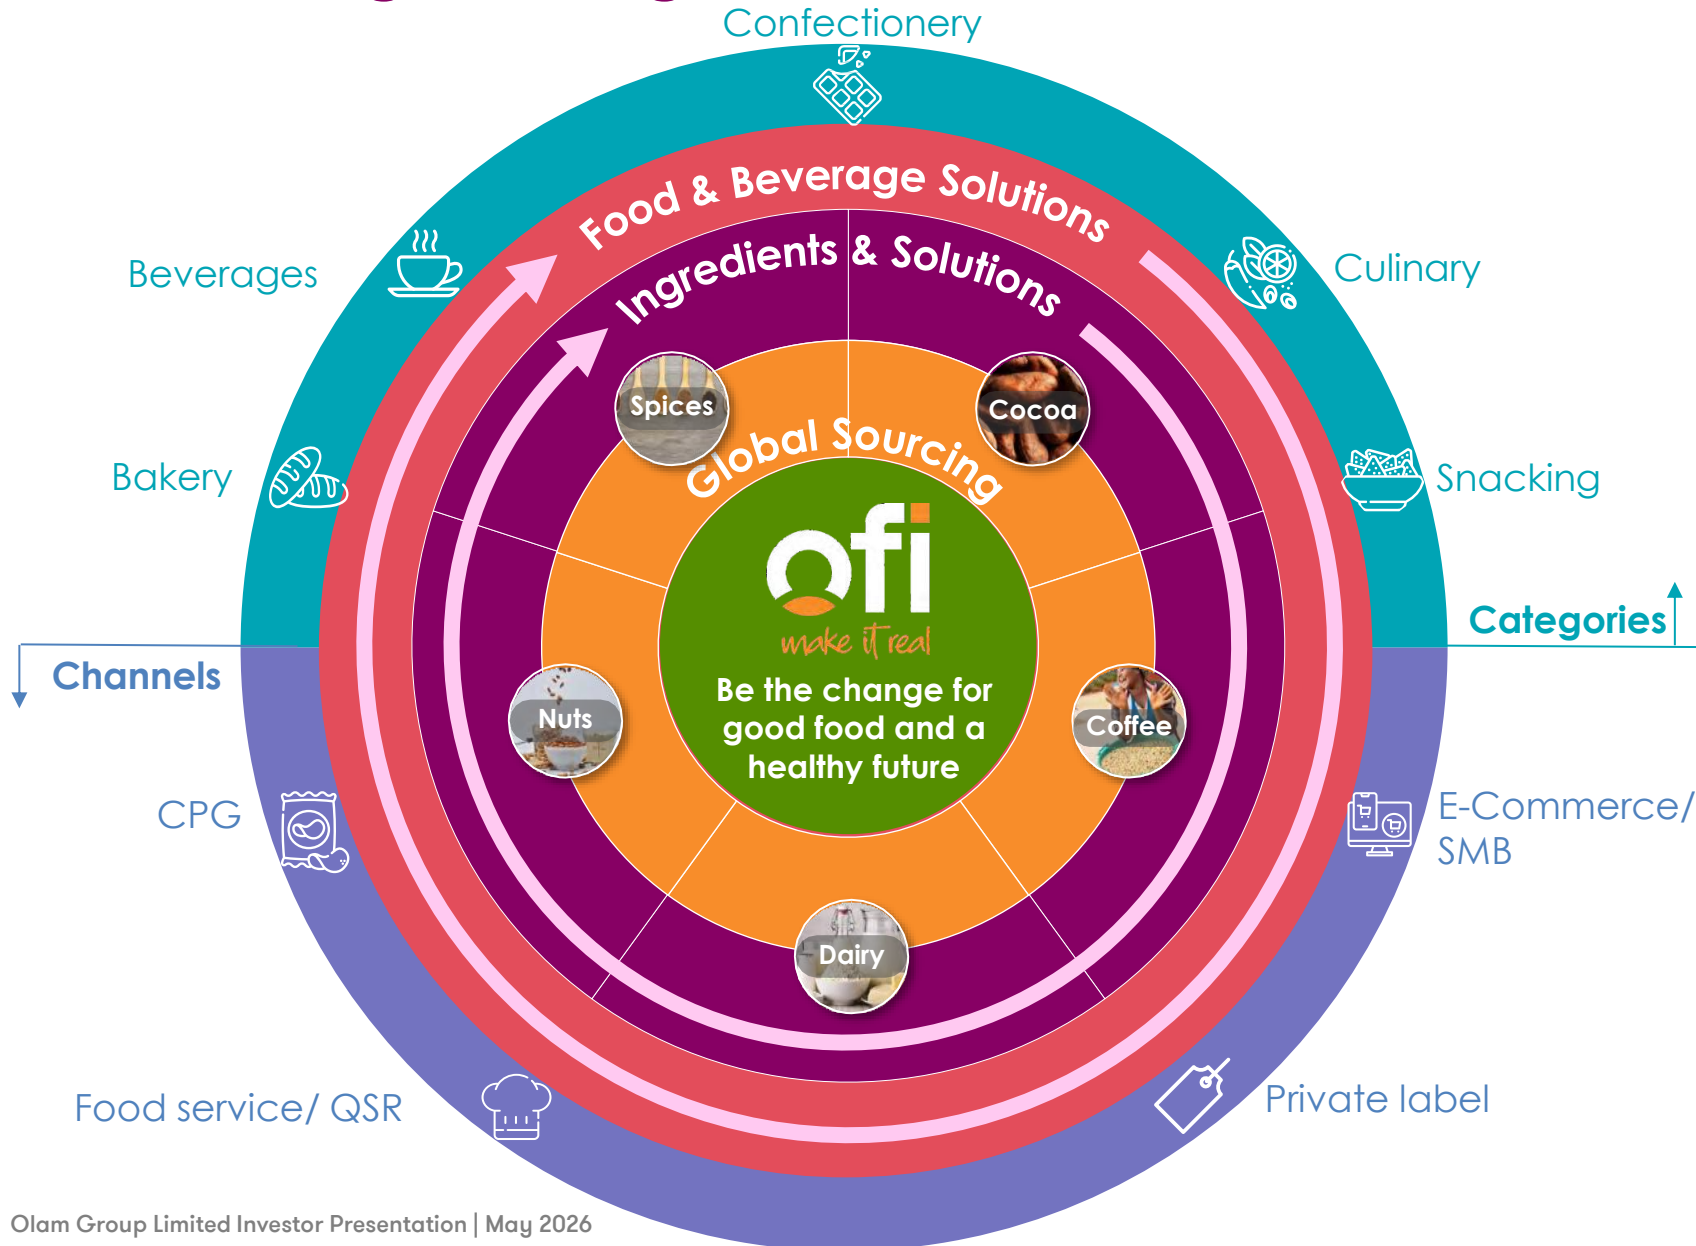 Confectionery
Food & Beverage Solutions
Ingredients & Solutions
Beverages
Culinary
Spices
Cocoa
Global Sourcing
Bakery
Snacking
ofi
make it real
Categories
Channels
Be the change for
good food and a
healthy future
Nuts
Coffee
CPG
E-Commerce/
SMB
Dairy
Food service/ QSR
Private label
Olam Group Limited Investor Presentation | May 2026